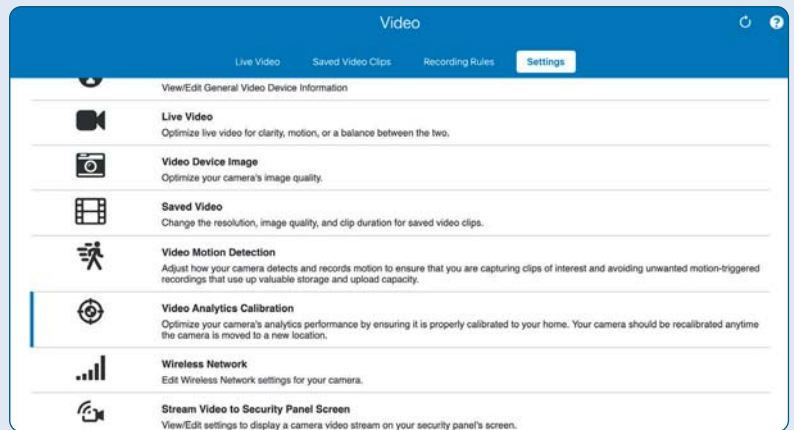 Video
?
Live Video Saved Video Clips Recording Rules Settings
View/Edit General Video Device Information
Live Video
Optimize live video for clarity, motion, or a balance between the two.
Video Device Image
Optimize your camera's image quality.
Saved Video
Change the resolution, image quality, and clip duration for saved video clips.
Video Motion Detection
Adjust how your camera detects and records motion to ensure that you are capturing clips of interest and avoiding unwanted motion-triggered
recordings that use up valuable storage and upload capacity.
Video Analytics Calibration
Optimize your camera's analytics performance by ensuring it is properly calibrated to your home. Your camera should be recalibrated anytime
the camera is moved to a new location.
Wireless Network
Edit Wireless Network settings for your camera.
Stream Video to Security Panel Screen
View/Edit settings to display a camera video stream on your security panel's screen.